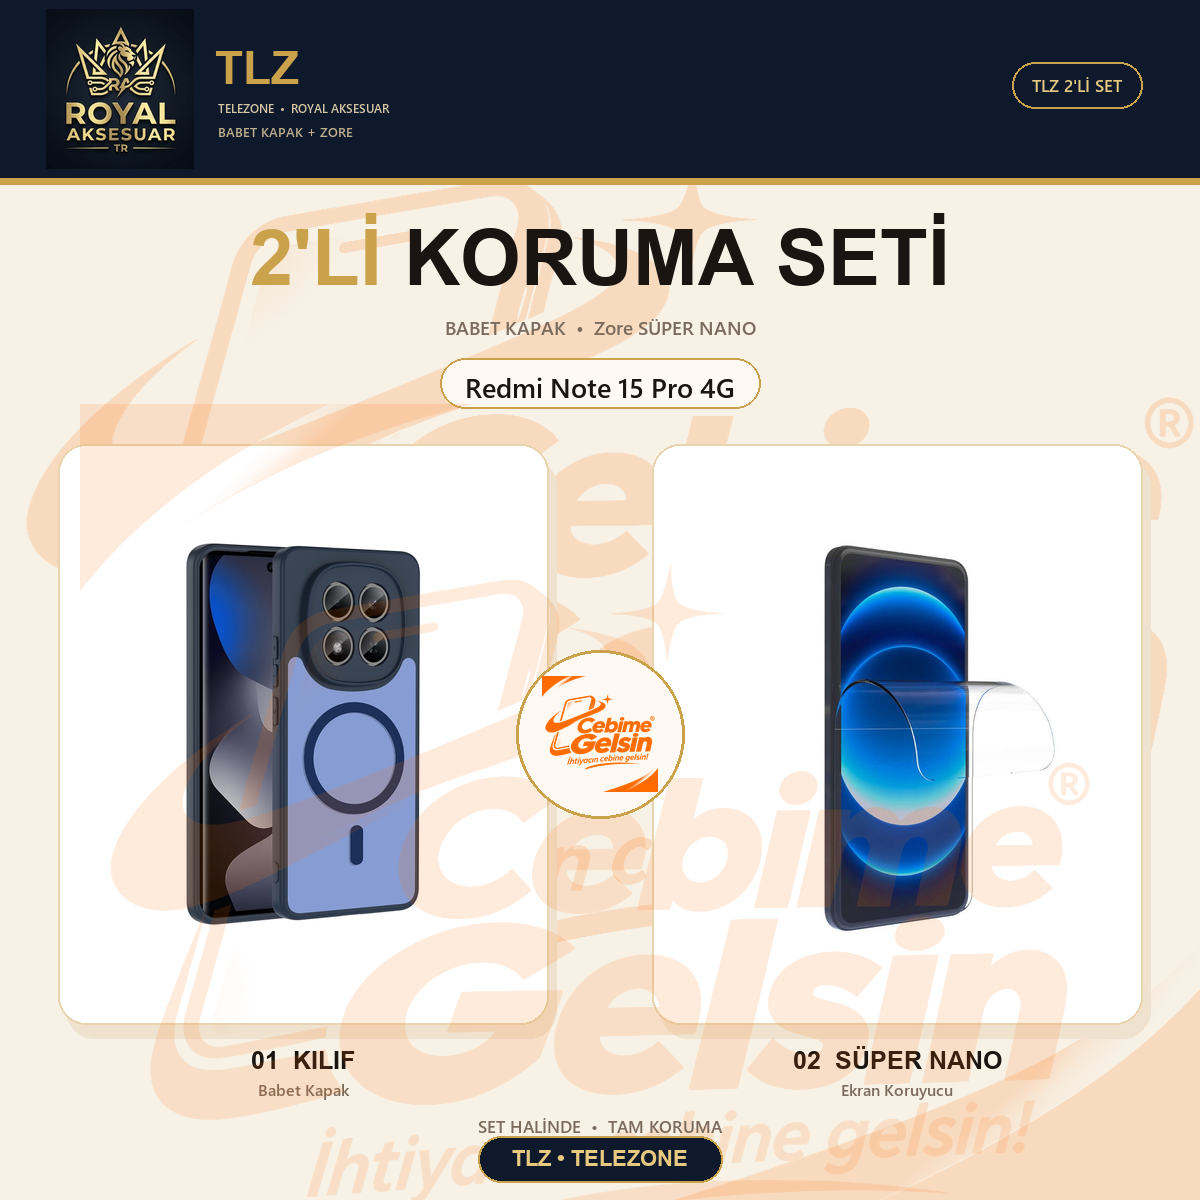 ROYAL
AKSESUAR
TR
TLZ
TELEZONE • ROYAL AKSESUAR
BABET KAPAK + ZORE
TLZ 2'Lİ SET
2'Lİ KORUMA SETİ
BABET KAPAK • Zore SÜPER NANO
Redmi Note 15 Pro 4G
Cebime
Gelsin
İhtiyacın cebine gelsin!
Cebime
Gelsin
®
01 KILIF
Babet Kapak
02 SÜPER NANO
Ekran Koruyucu
SET HALİNDE • TAM KORUMA
TLZ • TELEZONE